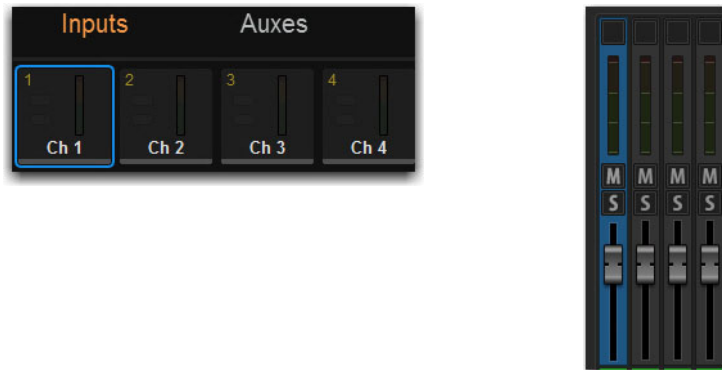 Inputs Auxes
1 2 3 4
Ch 1 Ch 2 Ch 3 Ch 4
M M M M
S S S S